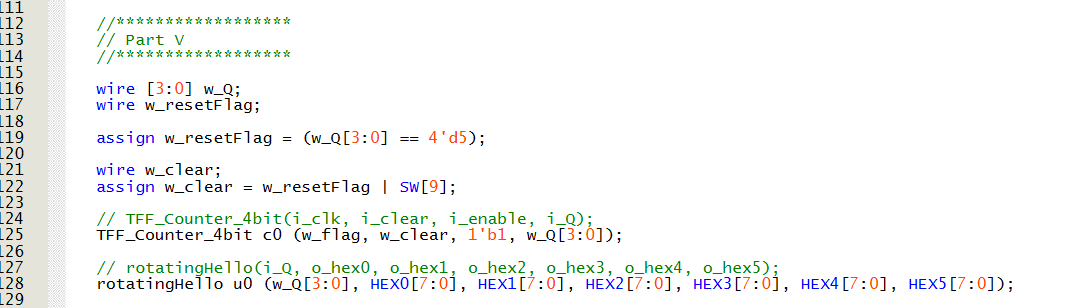 111
112 //******************
113 // Part V
114 //******************
115
116 wire [3:0] w_Q;
117 wire w_resetFlag;
118
119 assign w_resetFlag = (w_Q[3:0] == 4'd5);
120
121 wire w_clear;
122 assign w_clear = w_resetFlag | SW[9];
123
124 // TFF_Counter_4bit(i_clk, i_clear, i_enable, i_Q);
125 TFF_Counter_4bit c0 (w_flag, w_clear, 1'b1, w_Q[3:0]);
126
127 // rotatingHello(i_Q, o_hex0, o_hex1, o_hex2, o_hex3, o_hex4, o_hex5);
128 rotatingHello u0 (w_Q[3:0], HEX0[7:0], HEX1[7:0], HEX2[7:0], HEX3[7:0], HEX4[7:0], HEX5[7:0]);
129